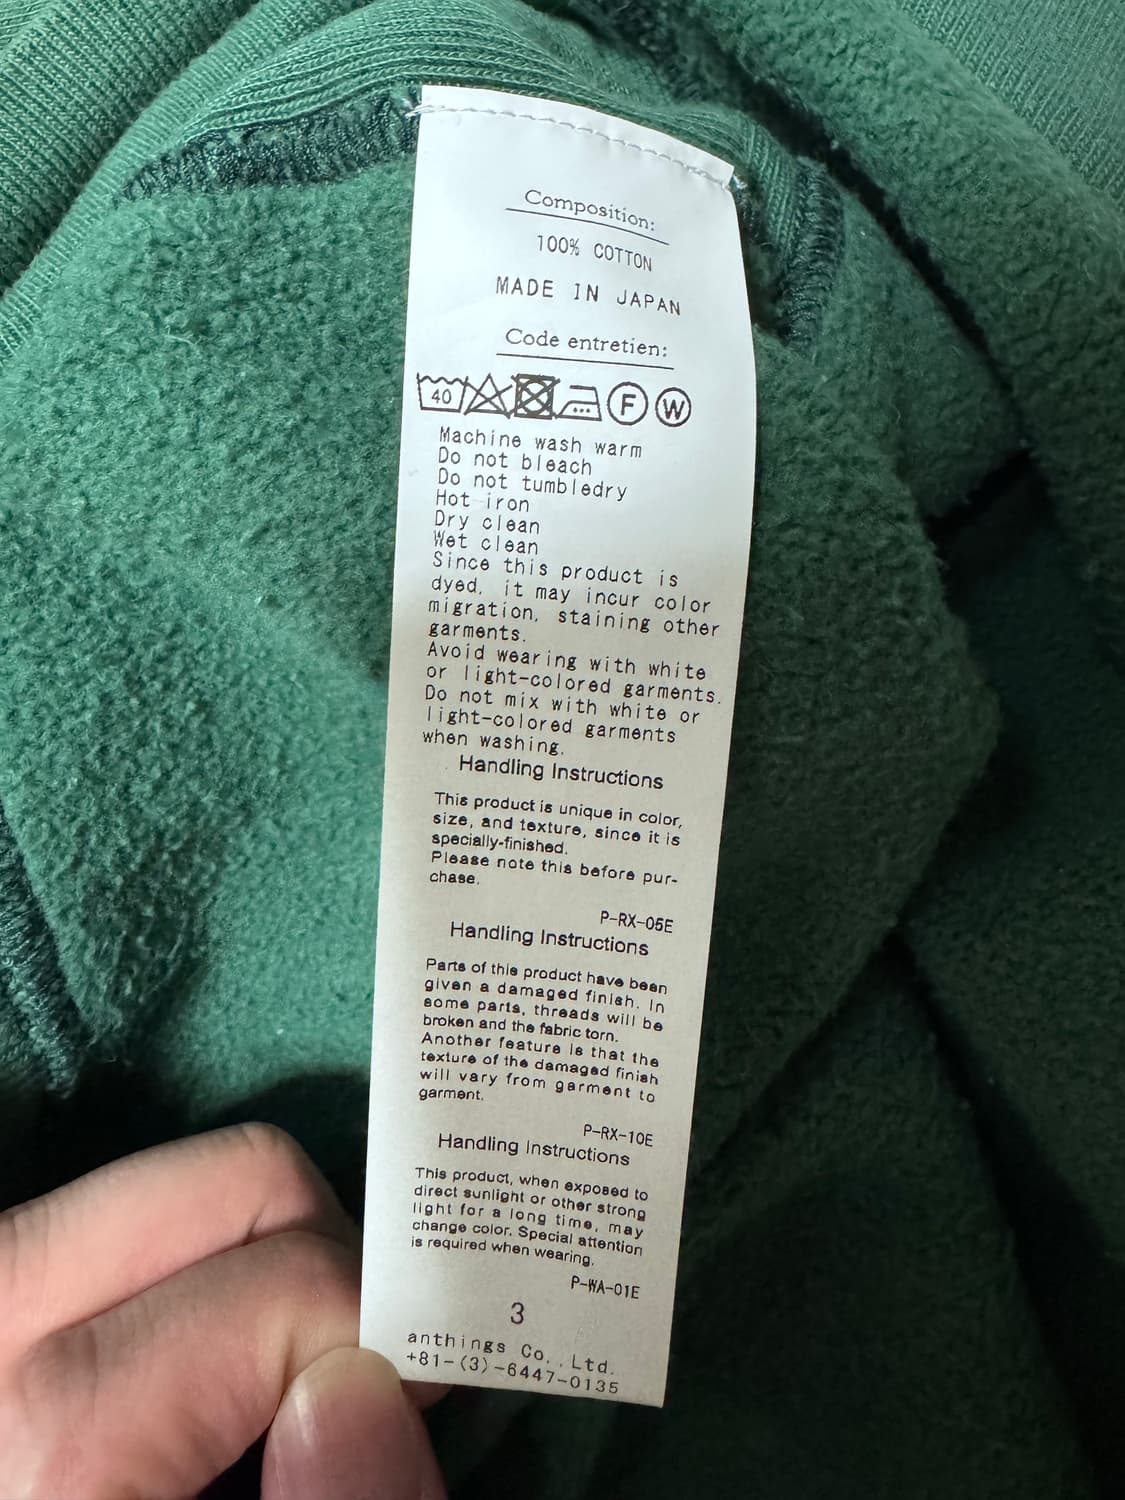 Composition:
100% COTTON
MADE IN JAPAN
Code entretien:
40 F W
Machine wash warm
Do not bleach
Do not tumbledry
Hot iron
Dry clean
Wet clean
Since this product is
dyed, it may incur color
migration, staining other
garments.
Avoid wearing with white
or light-colored garments.
Do not mix with white or
light-colored garments
when washing.
Handling Instructions
This product is unique in color,
size, and texture, since it is
specially-finished.
Please note this before pur-
chase.
P-RX-05E
Handling Instructions
Parts of this product have been
given a damaged finish. In
some parts, threads will be
broken and the fabric torn.
Another feature is that the
texture of the damaged finish
will vary from garment to
garment.
P-RX-10E
Handling Instructions
This product, when exposed to
direct sunlight or other strong
light for a long time, may
change color. Special attention
is required when wearing.
P-WA-01E
3
anthings Co., Ltd.
+81-(3)-6447-0135